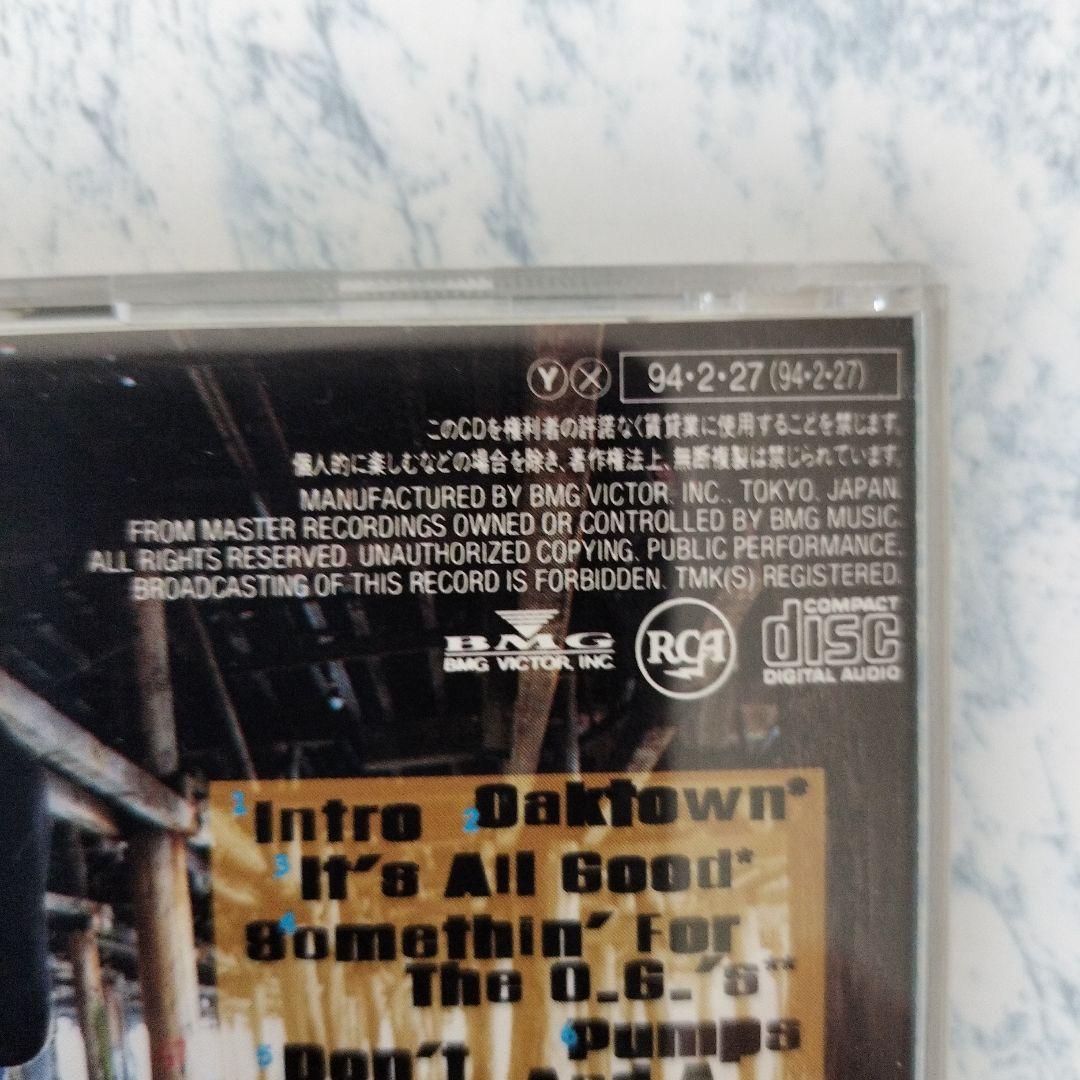 Ⓨ Ⓧ 94・2・27 (94・2・27)
このCDを権利者の許諾なく賃貸業に使用することを禁じます。
個人的に楽しむなどの場合を除き、著作権法上、無断複製は禁じられています。
MANUFACTURED BY BMG VICTOR, INC., TOKYO, JAPAN.
FROM MASTER RECORDINGS OWNED OR CONTROLLED BY BMG MUSIC.
ALL RIGHTS RESERVED. UNAUTHORIZED COPYING, PUBLIC PERFORMANCE,
BROADCASTING OF THIS RECORD IS FORBIDDEN. TMK(S) REGISTERED.
BMG
BMG VICTOR, INC.
RCA
COMPACT
disc
DIGITAL AUDIO
1 Intro 2 Oaktown*
3 It's All Good*
4 Somethin' For
The O.G.'s**
5 Don't 6 Pumps
And A